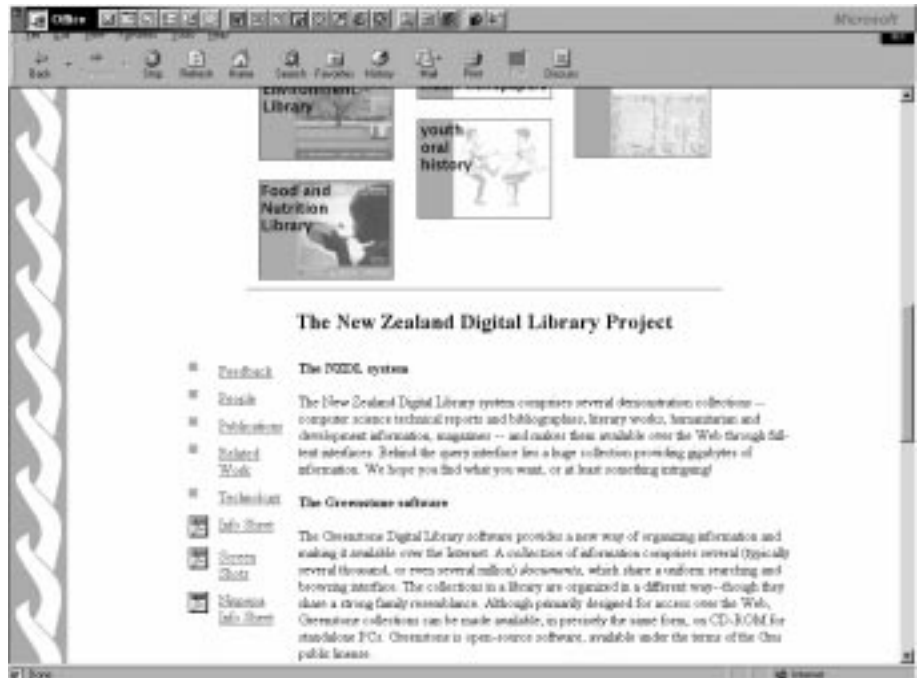 Office
Microsoft
Back
Stop
Refresh
Home
Search
Favorites
History
Mail
Print
Discuss
Environment
Library
youth
oral
history
Food and
Nutrition
Library
The New Zealand Digital Library Project
Feedback
People
Publications
Related
Work
Technology
Info Sheet
Screen
Shots
Info Sheet
The NZDL system
The New Zealand Digital Library system comprises several demonstration collections --
computer science technical reports and bibliographies, literary works, humanitarian and
development information, magazines -- and makes them available over the Web through full-
text interfaces. Behind the query interface lies a huge collection providing gigabytes of
information. We hope you find what you want, or at least something intriguing!
The Greenstone software
The Greenstone Digital Library software provides a new way of organizing information and
making it available over the Internet. A collection of information comprises several (typically
several thousand, or even several million) documents, which share a uniform searching and
browsing interface. The collections in a library are organized in a different way--though they
share a strong family resemblance. Although primarily designed for access over the Web,
Greenstone collections can be made available, in precisely the same form, on CD-ROM for
standalone PCs. Greenstone is open-source software, available under the terms of the Gnu
public license
Done
Internet